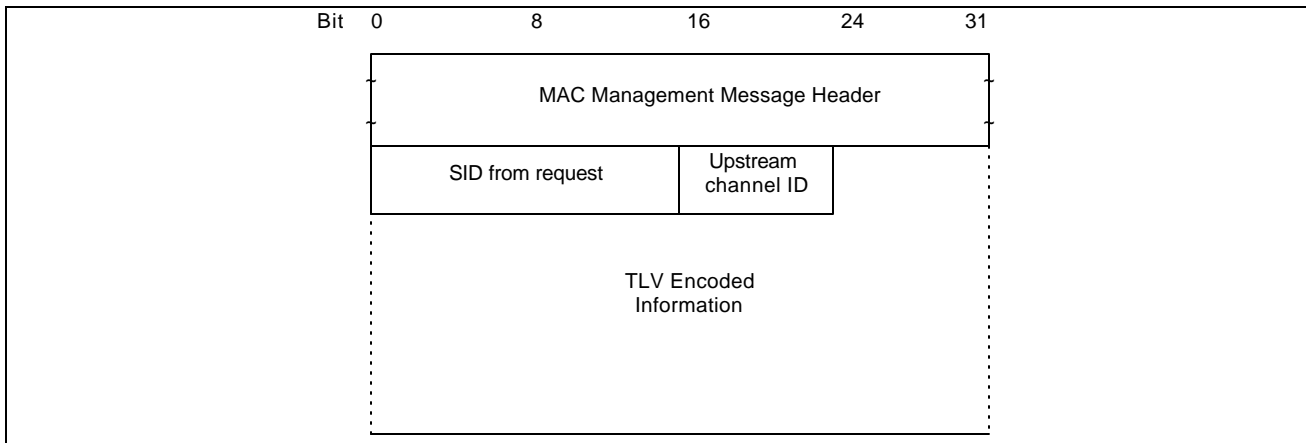 Bit 0 8 16 24 31
~ ~
MAC Management Message Header
~ ~
SID from request
Upstream
channel ID
TLV Encoded
Information